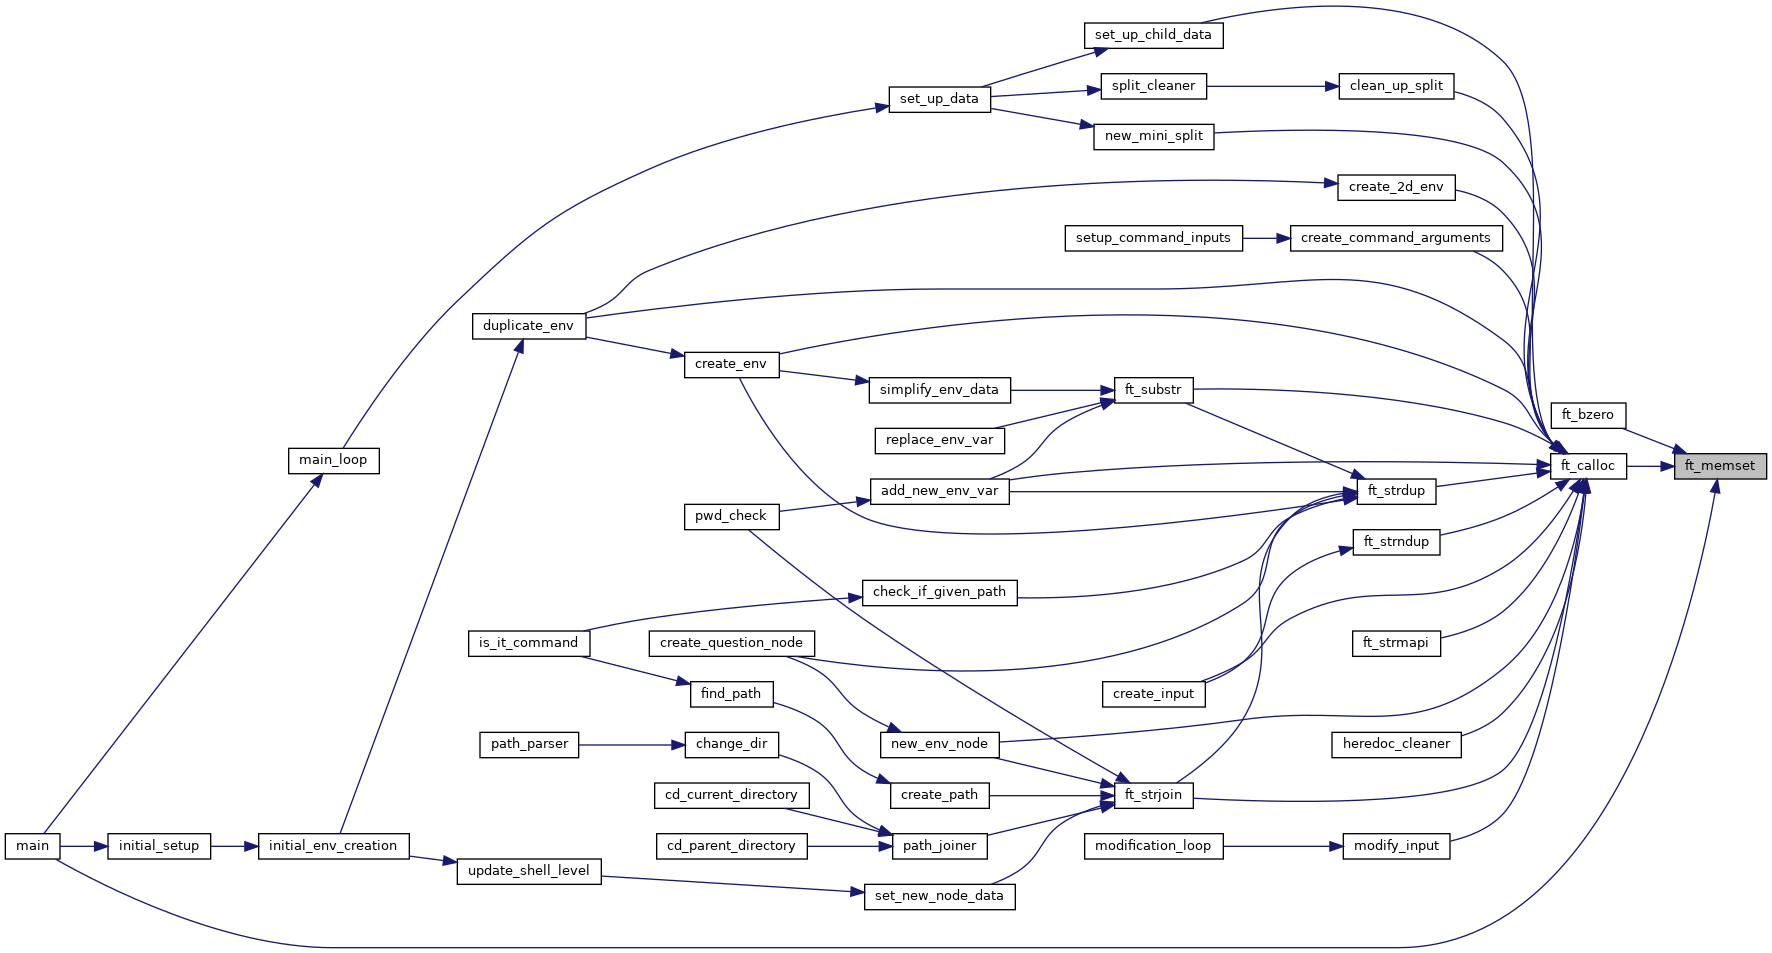 set_up_child_data
split_cleaner
clean_up_split
set_up_data
new_mini_split
create_2d_env
setup_command_inputs
create_command_arguments
duplicate_env
create_env
simplify_env_data
ft_substr
ft_bzero
replace_env_var
main_loop
ft_calloc
ft_memset
add_new_env_var
ft_strdup
pwd_check
ft_strndup
check_if_given_path
is_it_command
create_question_node
ft_strmapi
find_path
create_input
path_parser
change_dir
new_env_node
heredoc_cleaner
cd_current_directory
create_path
ft_strjoin
main
initial_setup
initial_env_creation
cd_parent_directory
path_joiner
modification_loop
modify_input
update_shell_level
set_new_node_data